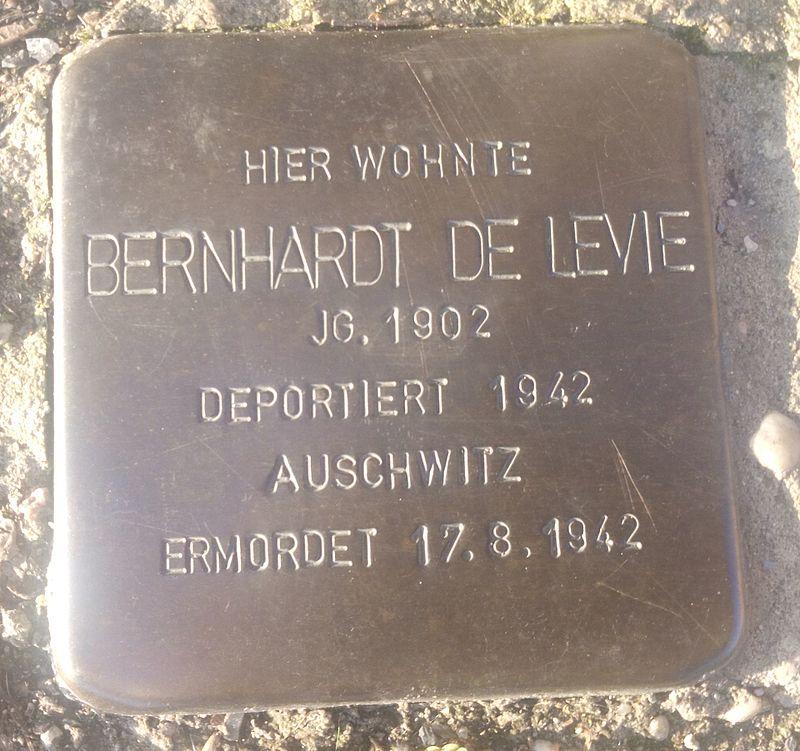 HIER WOHNTE
BERNHARDT DE LEVIE
JG. 1902
DEPORTIERT 1942
AUSCHWITZ
ERMORDET 17.8.1942